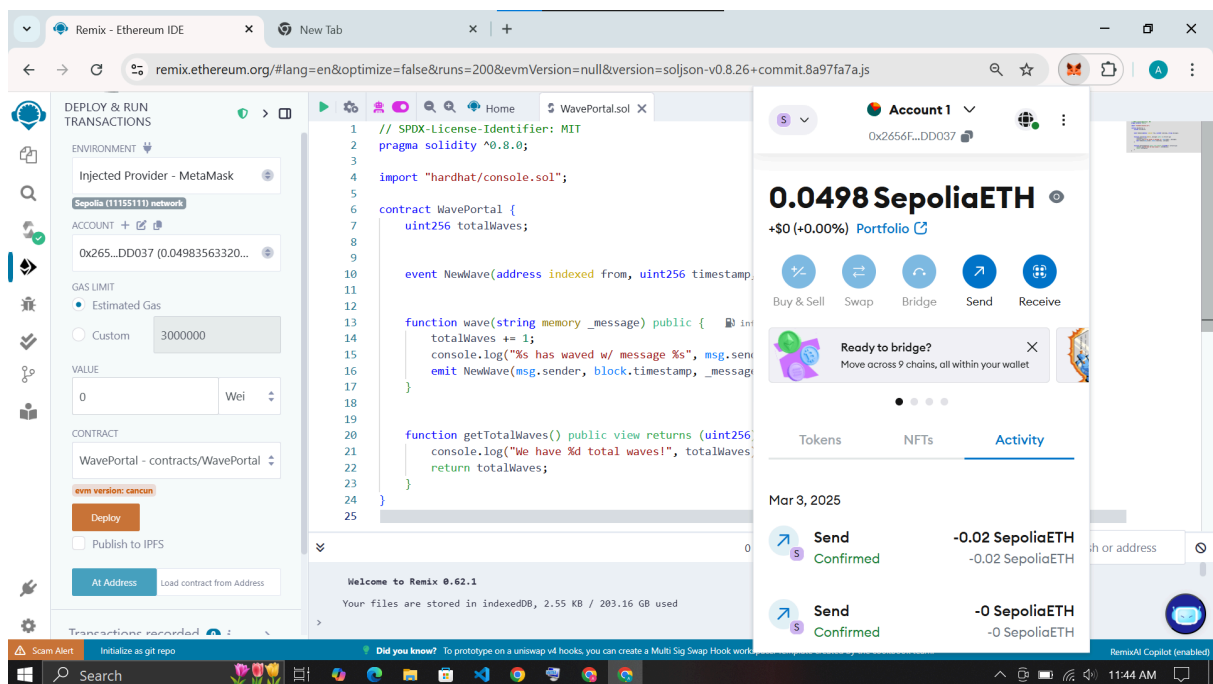 Remix - Ethereum IDE
New Tab
remix.ethereum.org/#lang=en&optimize=false&runs=200&evmVersion=null&version=soljson-v0.8.26+commit.8a97fa7a.js
A
DEPLOY & RUN
TRANSACTIONS
ENVIRONMENT
Injected Provider - MetaMask
Sepolia (11155111) network
ACCOUNT
0x265...DD037 (0.04983563320...
GAS LIMIT
Estimated Gas
Custom
3000000
VALUE
0
Wei
CONTRACT
WavePortal - contracts/WavePortal
evm version: cancun
Deploy
Publish to IPFS
At Address
Load contract from Address
Transactions recorded 0 i
Home
WavePortal.sol
1 // SPDX-License-Identifier: MIT
2 pragma solidity ^0.8.0;
3
4 import "hardhat/console.sol";
5
6 contract WavePortal {
7 uint256 totalWaves;
8
9
10 event NewWave(address indexed from, uint256 timestamp,
11
12
13 function wave(string memory _message) public { in
14 totalWaves += 1;
15 console.log("%s has waved w/ message %s", msg.send
16 emit NewWave(msg.sender, block.timestamp, _message
17 }
18
19
20 function getTotalWaves() public view returns (uint256
21 console.log("We have %d total waves!", totalWaves
22 return totalWaves;
23 }
24 }
25
0
h or address
Welcome to Remix 0.62.1
Your files are stored in indexedDB, 2.55 KB / 203.16 GB used
>
S
Account 1
0x2656F...DD037
0.0498 SepoliaETH
+$0 (+0.00%) Portfolio
Buy & Sell
Swap
Bridge
Send
Receive
Ready to bridge?
Move across 9 chains, all within your wallet
Tokens
NFTs
Activity
Mar 3, 2025
Send -0.02 SepoliaETH
S Confirmed -0.02 SepoliaETH
Send -0 SepoliaETH
S Confirmed -0 SepoliaETH
Scam Alert
Initialize as git repo
Did you know? To prototype on a uniswap v4 hooks, you can create a Multi Sig Swap Hook
RemixAI Copilot (enabled)
Search
11:44 AM